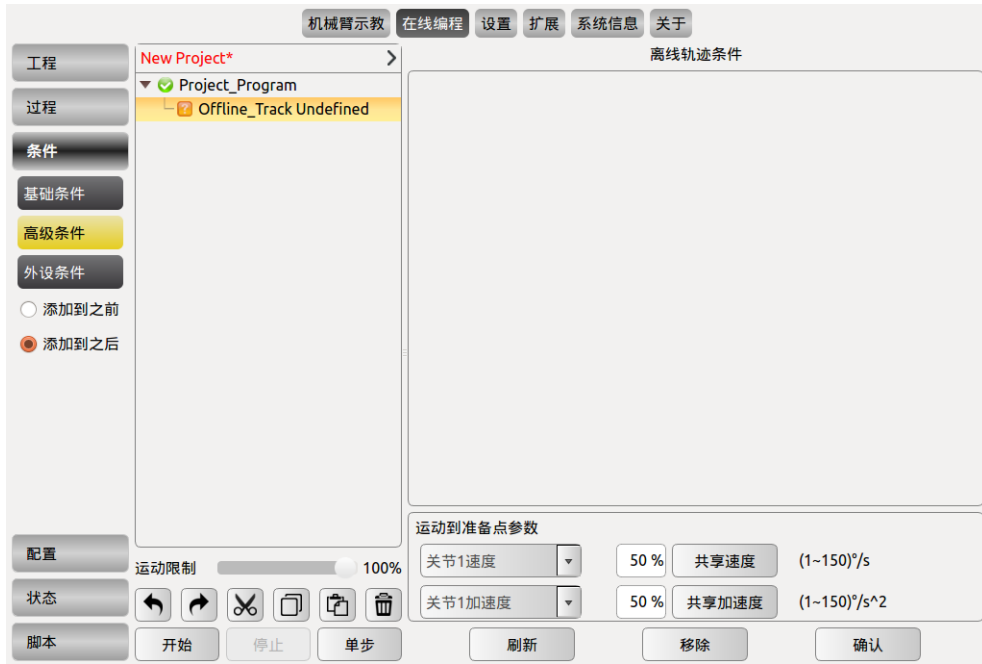 机械臂示教 在线编程 设置 扩展 系统信息 关于
工程
过程
条件
基础条件
高级条件
外设条件
添加到之前
添加到之后
配置
状态
脚本
New Project*
Project_Program
Offline_Track Undefined
运动限制 100%
开始 停止 单步
离线轨迹条件
运动到准备点参数
关节1速度 50 % 共享速度 (1~150)°/s
关节1加速度 50 % 共享加速度 (1~150)°/s^2
刷新 移除 确认